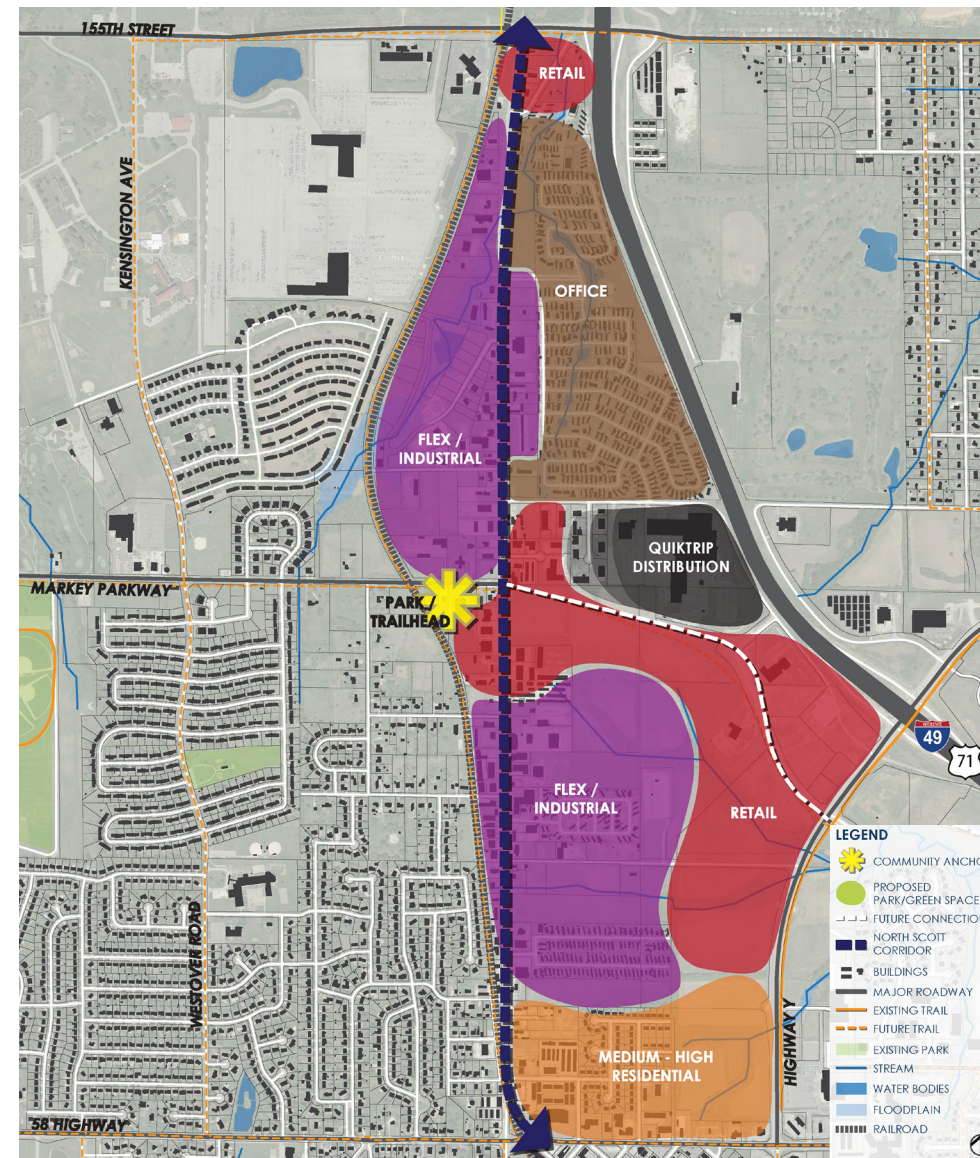 155TH STREET
RETAIL
KENSINGTON AVE
OFFICE
FLEX /
INDUSTRIAL
QUIKTRIP
DISTRIBUTION
MARKEY PARKWAY
PARK /
TRAILHEAD
49
71
FLEX /
INDUSTRIAL
RETAIL
WESTOVER ROAD
MEDIUM - HIGH
RESIDENTIAL
HIGHWAY Y
58 HIGHWAY
LEGEND
COMMUNITY ANCHO
PROPOSED
PARK/GREEN SPACE
FUTURE CONNECTIO
NORTH SCOTT
CORRIDOR
BUILDINGS
MAJOR ROADWAY
EXISTING TRAIL
FUTURE TRAIL
EXISTING PARK
STREAM
WATER BODIES
FLOODPLAIN
RAILROAD